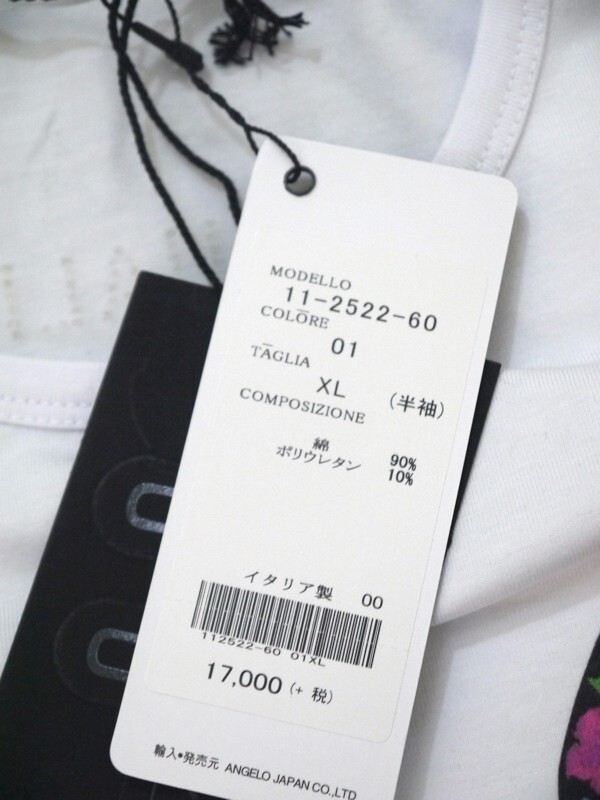 MODELLO
11-2522-60
COLORE
01
TAGLIA
XL (半袖)
COMPOSIZIONE
綿 90%
ポリウレタン 10%
イタリア製 00
112522-60 01XL
17,000 (+ 税)
輸入•発売元 ANGELO JAPAN CO.,LTD